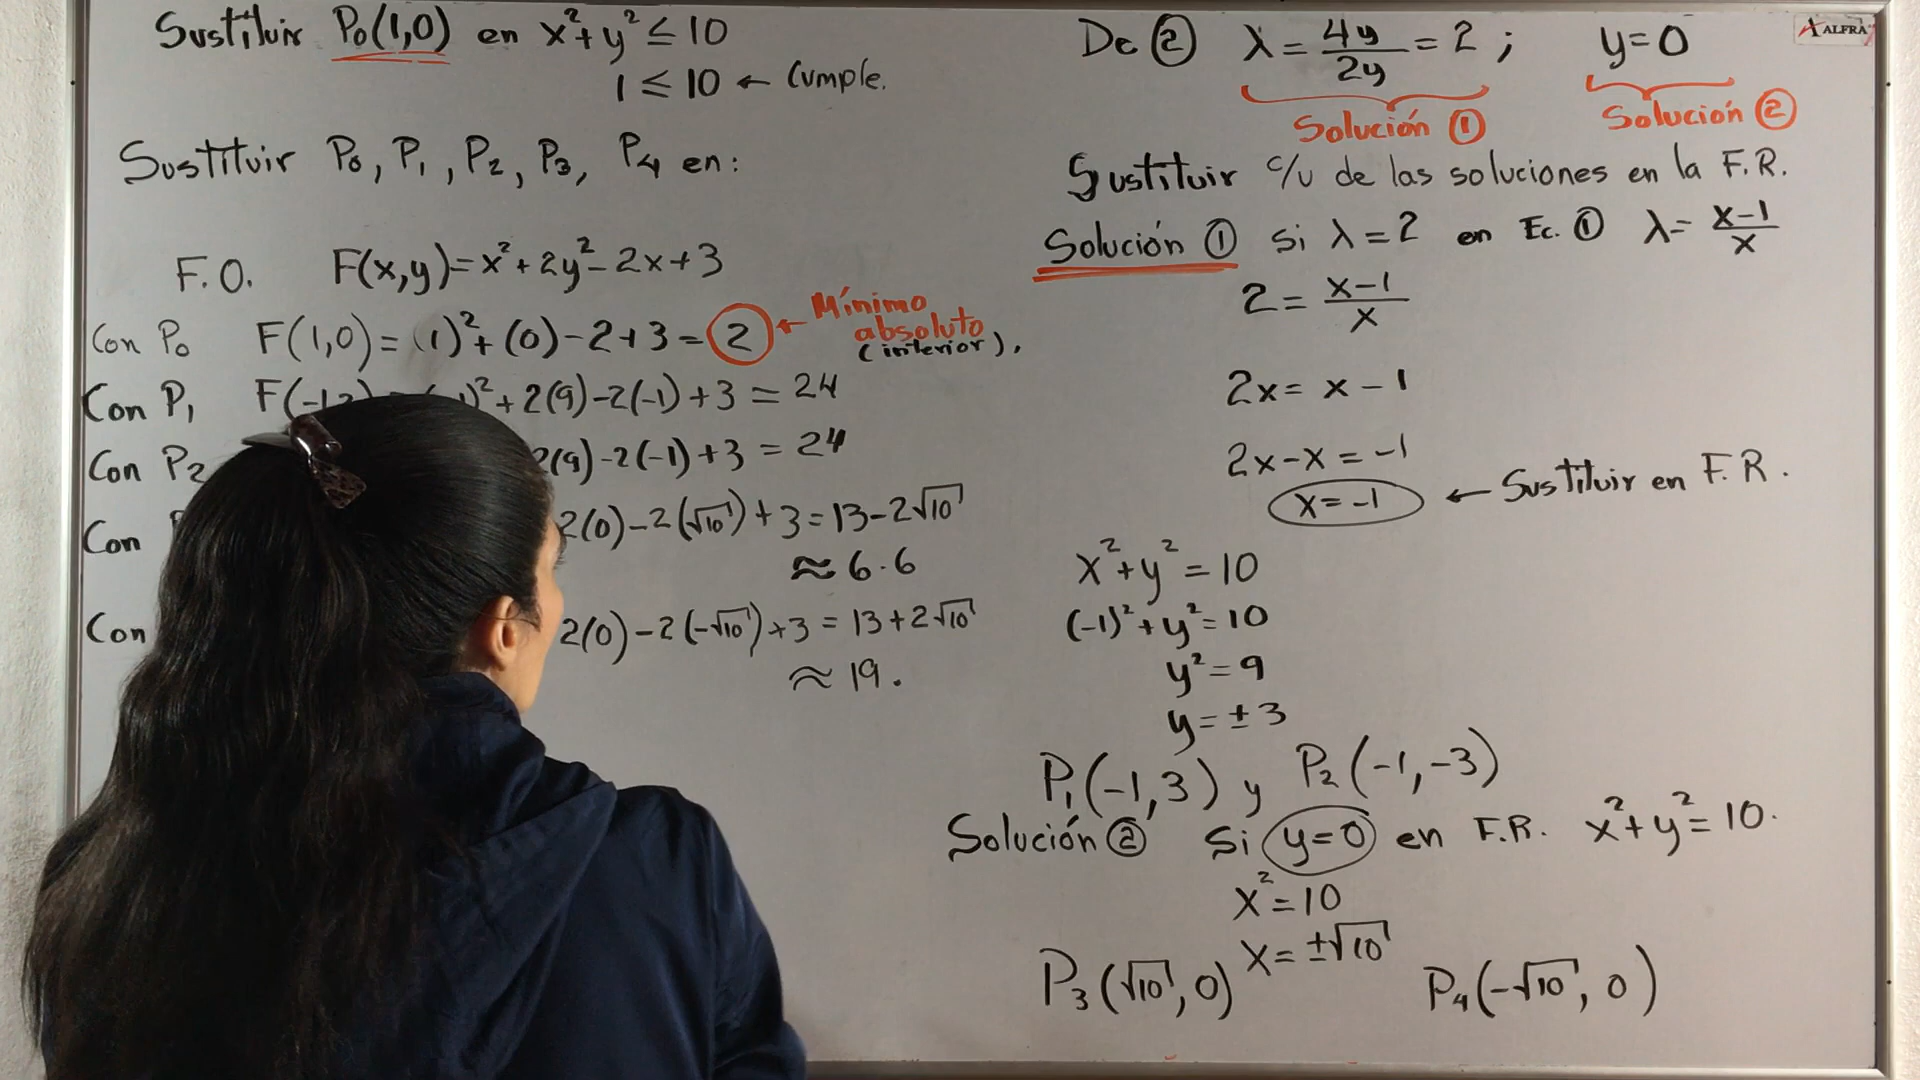 Sustituir P₀(1,0) en x²+y² ≤ 10
1 ≤ 10 ← Cumple.
Sustituir P₀, P₁, P₂, P₃, P₄ en:
F.O. F(x,y)=x²+2y²-2x+3
Con P₀ F(1,0)=(1)²+(0)-2+3=2 ← Mínimo
absoluto
(interior).
Con P₁ F(-1,3) )²+2(9)-2(-1)+3=24
Con P₂ 2(9)-2(-1)+3=24
Con 2(0)-2(√10)+3=13-2√10
≈6.6
Con 2(0)-2(-√10)+3=13+2√10
≈19.
De ② λ=4y/2y=2; y=0
Solución ① Solución ②
Sustituir c/u de las soluciones en la F.R.
Solución ① si λ=2 en Ec. ① λ=x-1/x
2=x-1/x
2x=x-1
2x-x=-1
x=-1 ← Sustituir en F.R.
x²+y²=10
(-1)²+y²=10
y²=9
y=±3
P₁(-1,3) y P₂(-1,-3)
Solución ② Si y=0 en F.R. x²+y²=10.
x²=10
x=±√10
P₃(√10,0) P₄(-√10,0)
ALFRA